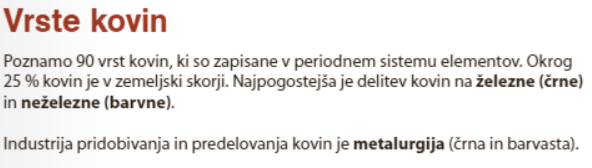 Vrste kovin
Poznamo 90 vrst kovin, ki so zapisane v periodnem sistemu elementov. Okrog
25 % kovin je v zemeljski skorji. Najpogostejša je delitev kovin na železne (črne)
in neželezne (barvne).
Industrija pridobivanja in predelovanja kovin je metalurgija (črna in barvasta).